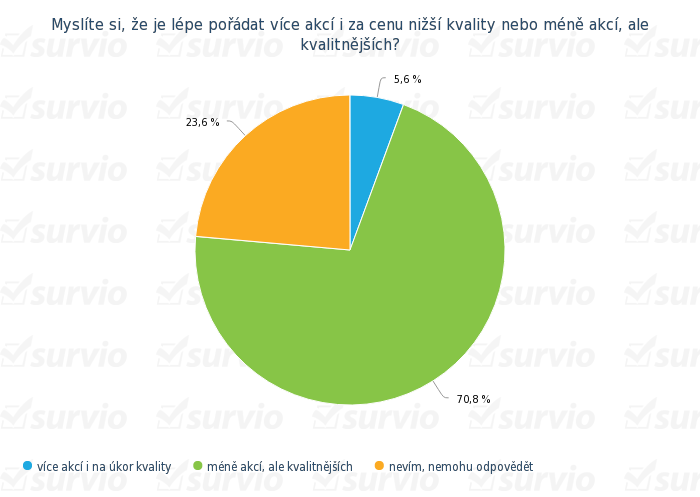 Myslíte si, že je lépe pořádat více akcí i za cenu nižší kvality nebo méně akcí, ale
kvalitnějších?
5,6 %
23,6 %
70,8 %
více akcí i na úkor kvality
méně akcí, ale kvalitnějších
nevím, nemohu odpovědět
survio